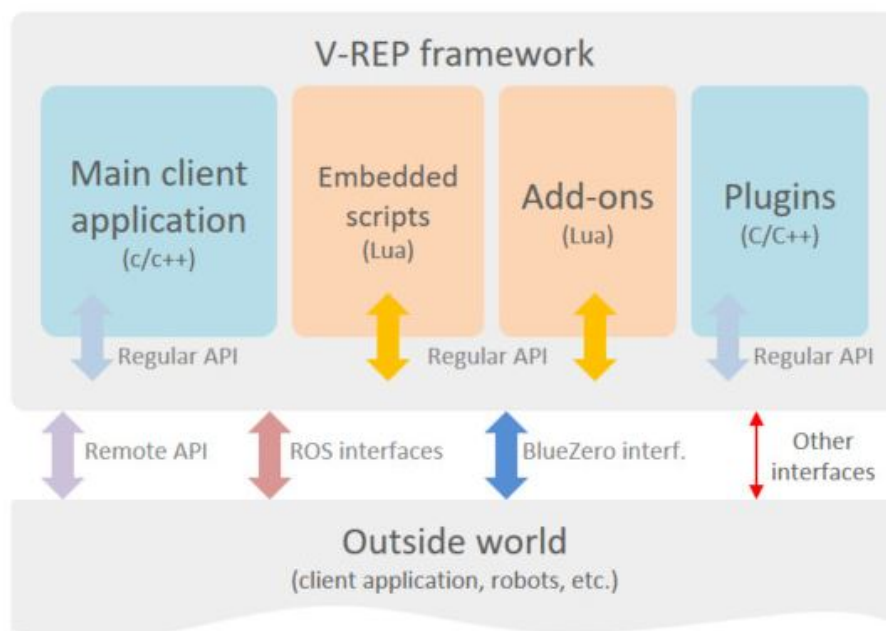 V-REP framework
Main client
application
(c/c++)
Embedded
scripts
(Lua)
Add-ons
(Lua)
Plugins
(C/C++)
Regular API
Regular API
Regular API
Remote API
ROS interfaces
BlueZero interf.
Other
interfaces
Outside world
(client application, robots, etc.)